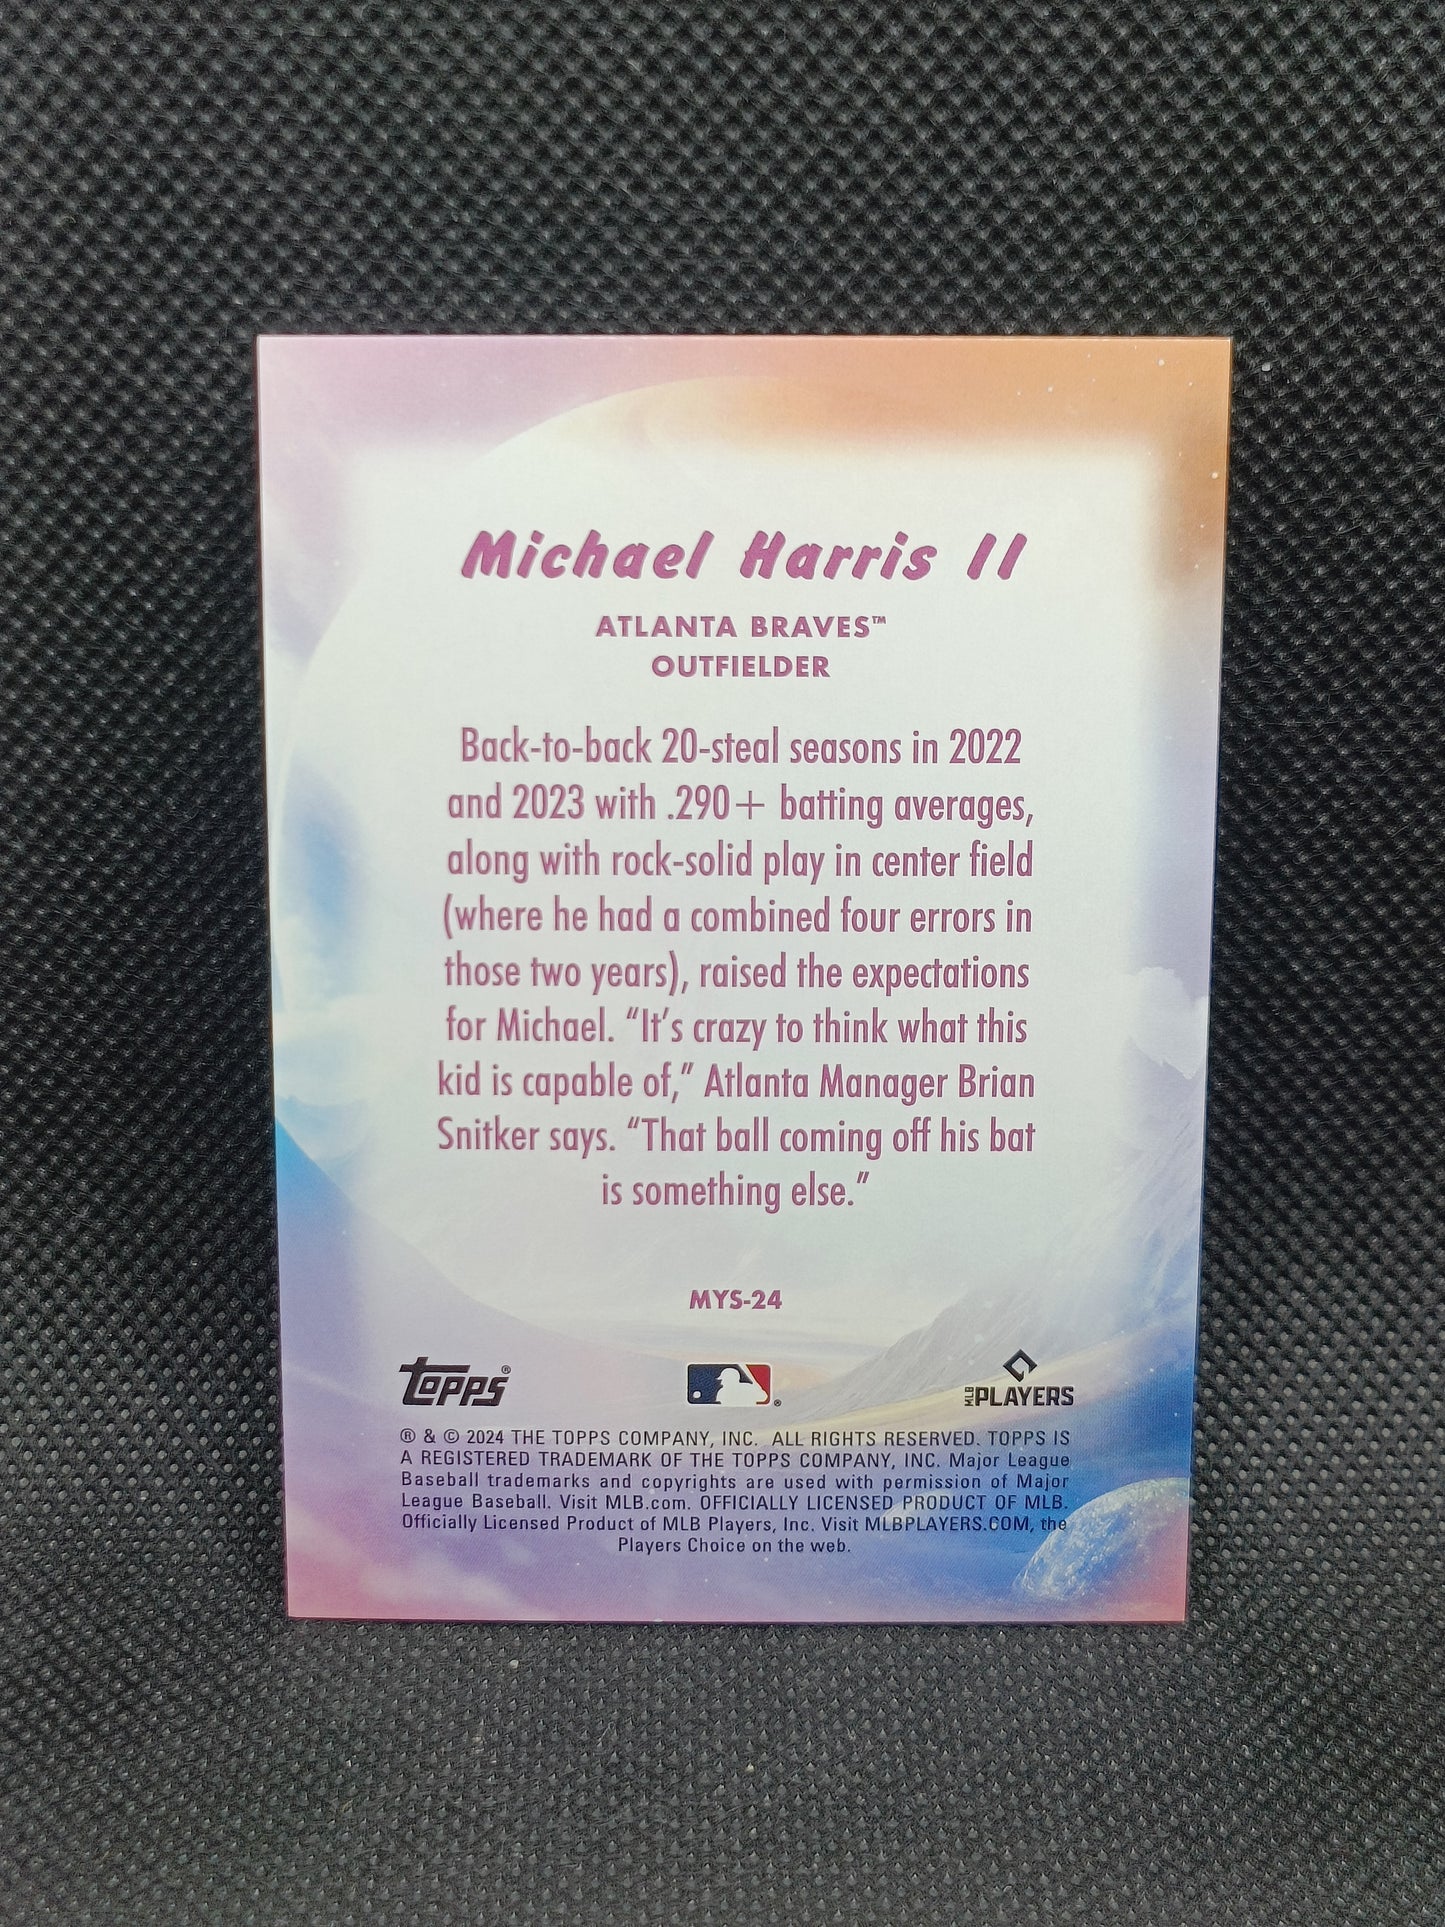 Michael Harris II
ATLANTA BRAVES™
OUTFIELDER
Back-to-back 20-steal seasons in 2022
and 2023 with .290+ batting averages,
along with rock-solid play in center field
(where he had a combined four errors in
those two years), raised the expectations
for Michael. “It’s crazy to think what this
kid is capable of,” Atlanta Manager Brian
Snitker says. “That ball coming off his bat
is something else.”
MYS-24
topps®
®
MLB PLAYERS
® & © 2024 THE TOPPS COMPANY, INC. ALL RIGHTS RESERVED. TOPPS IS
A REGISTERED TRADEMARK OF THE TOPPS COMPANY, INC. Major League
Baseball trademarks and copyrights are used with permission of Major
League Baseball. Visit MLB.com. OFFICIALLY LICENSED PRODUCT OF MLB.
Officially Licensed Product of MLB Players, Inc. Visit MLBPLAYERS.COM, the
Players Choice on the web.